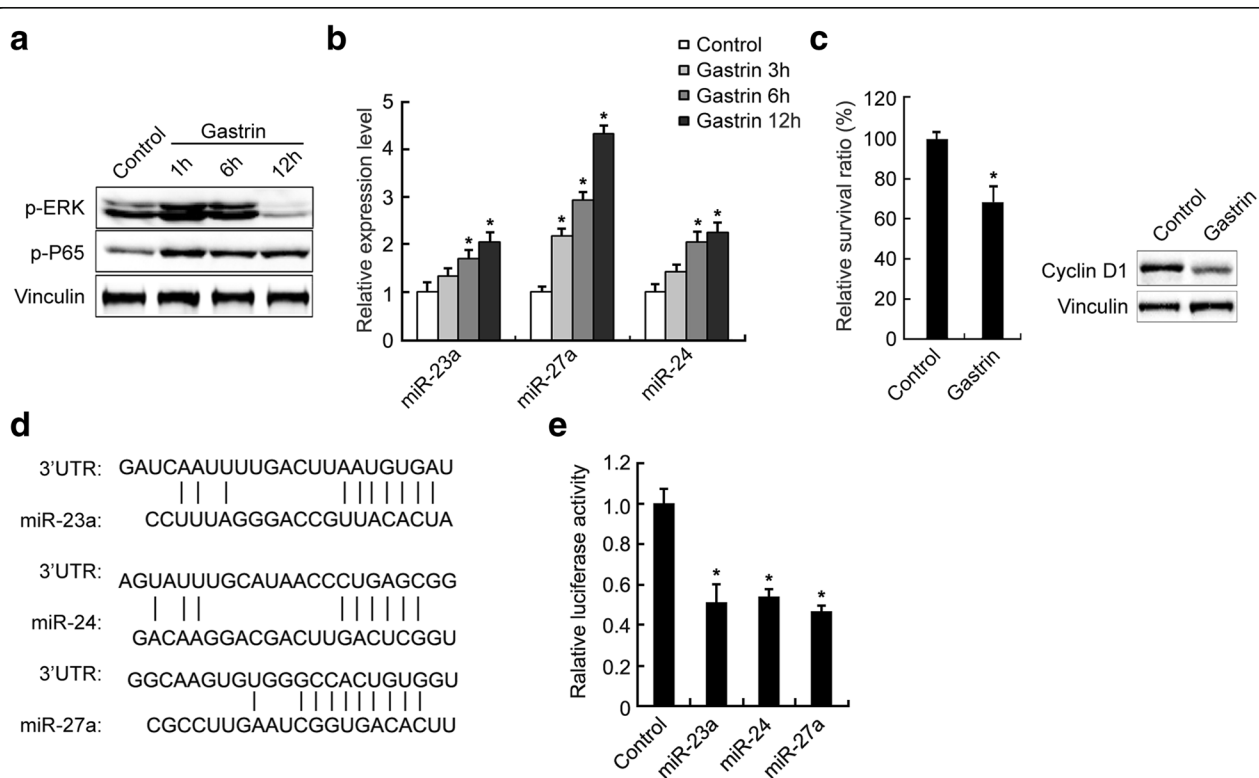 a
Control
Gastrin
1h
6h
12h
p-ERK
p-P65
Vinculin
b
Control
Gastrin 3h
Gastrin 6h
Gastrin 12h
Relative expression level
5
4
3
2
1
0
*
*
*
*
*
*
*
miR-23a
miR-27a
miR-24
c
Relative survival ratio (%)
120
100
80
60
40
20
0
*
Control
Gastrin
Control
Gastrin
Cyclin D1
Vinculin
d
3'UTR: GAUCAAUUUUGACUUAAUGUGAU
miR-23a: CCUUUAGGGACCGUUACACUA
3'UTR: AGUAUUUGCAUAACCCUGAGCGG
miR-24: GACAAGGACGACUUGACUCGGU
3'UTR: GGCAAGUGUGGGCCACUGUGGU
miR-27a: CGCCUUGAAUCGGUGACACUU
e
Ralative luciferase activity
1.2
1.0
0.8
0.6
0.4
0.2
0
*
*
*
Control
miR-23a
miR-24
miR-27a